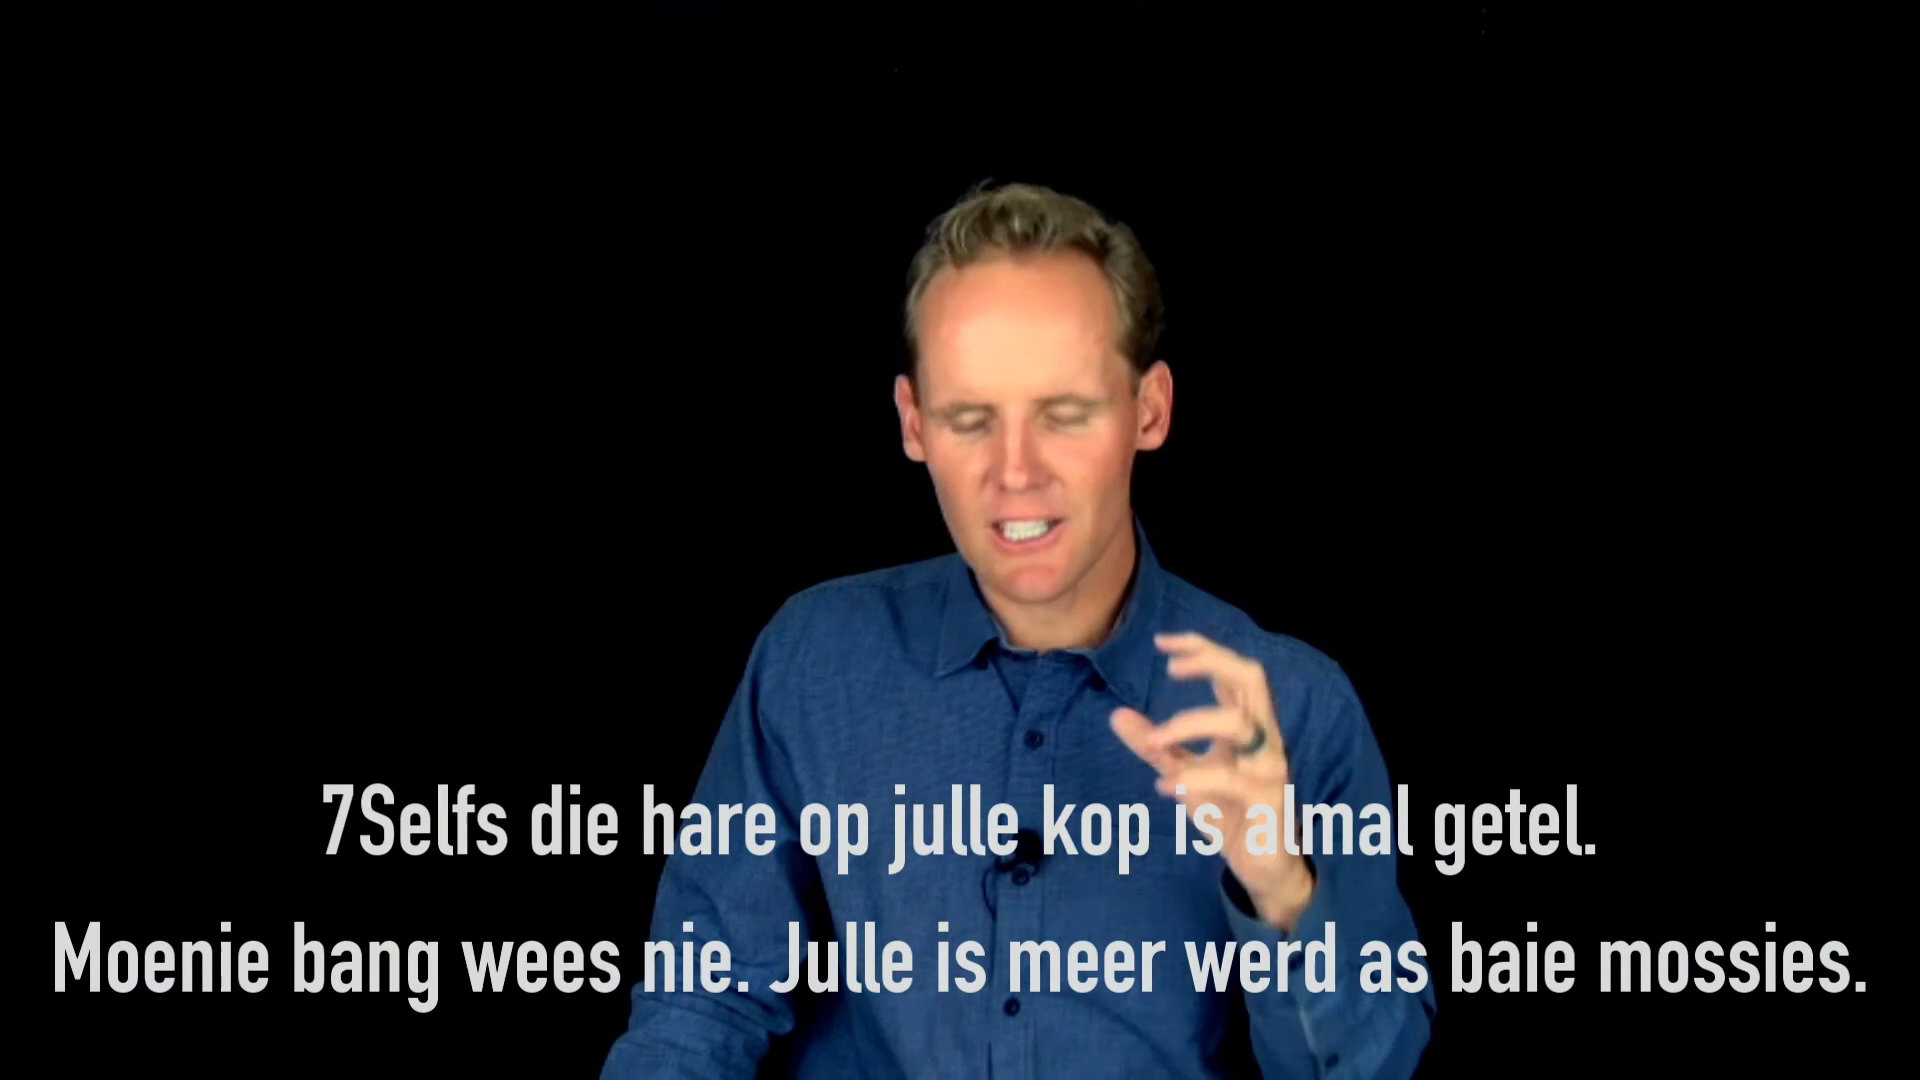 7Selfs die hare op julle kop is almal getel.
Moenie bang wees nie. Julle is meer werd as baie mossies.